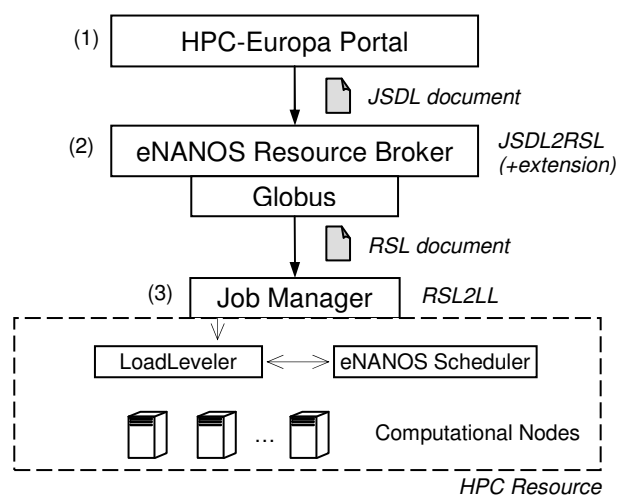 (1) HPC-Europa Portal
JSDL document
(2) eNANOS Resource Broker JSDL2RSL
(+extension)
Globus
RSL document
(3) Job Manager RSL2LL
LoadLeveler eNANOS Scheduler
... Computational Nodes
HPC Resource